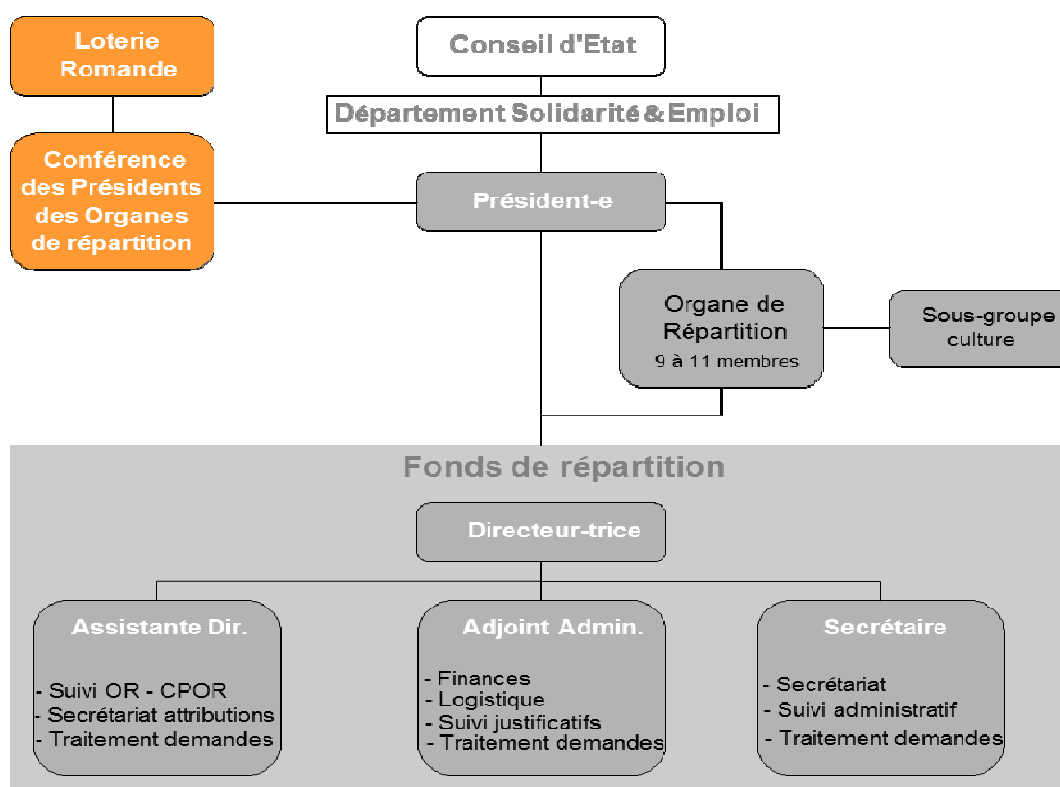 Loterie
Romande
Conseil d'Etat
Département Solidarité & Emploi
Conférence
des Présidents
des Organes
de répartition
Président-e
Organe de
Répartition
9 à 11 membres
Sous-groupe
culture
Fonds de répartition
Directeur-trice
Assistante Dir.
- Suivi OR - CPOR
- Secrétariat attributions
- Traitement demandes
Adjoint Admin.
- Finances
- Logistique
- Suivi justificatifs
- Traitement demandes
Secrétaire
- Secrétariat
- Suivi administratif
- Traitement demandes